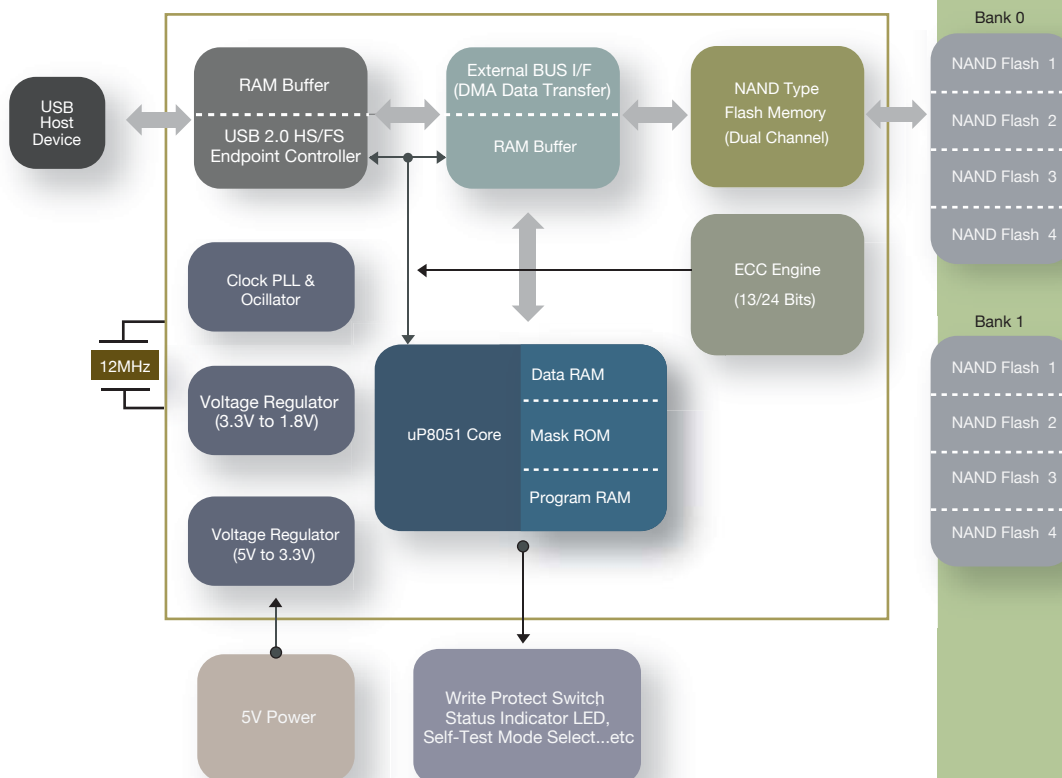 Bank 0
NAND Flash 1
NAND Flash 2
NAND Flash 3
NAND Flash 4
USB
Host
Device
RAM Buffer
USB 2.0 HS/FS
Endpoint Controller
External BUS I/F
(DMA Data Transfer)
RAM Buffer
NAND Type
Flash Memory
(Dual Channel)
Clock PLL &
Ocillator
ECC Engine
(13/24 Bits)
12MHz
Voltage Regulator
(3.3V to 1.8V)
uP8051 Core
Data RAM
Mask ROM
Program RAM
Bank 1
NAND Flash 1
NAND Flash 2
NAND Flash 3
NAND Flash 4
Voltage Regulator
(5V to 3.3V)
5V Power
Write Protect Switch
Status Indicator LED,
Self-Test Mode Select...etc